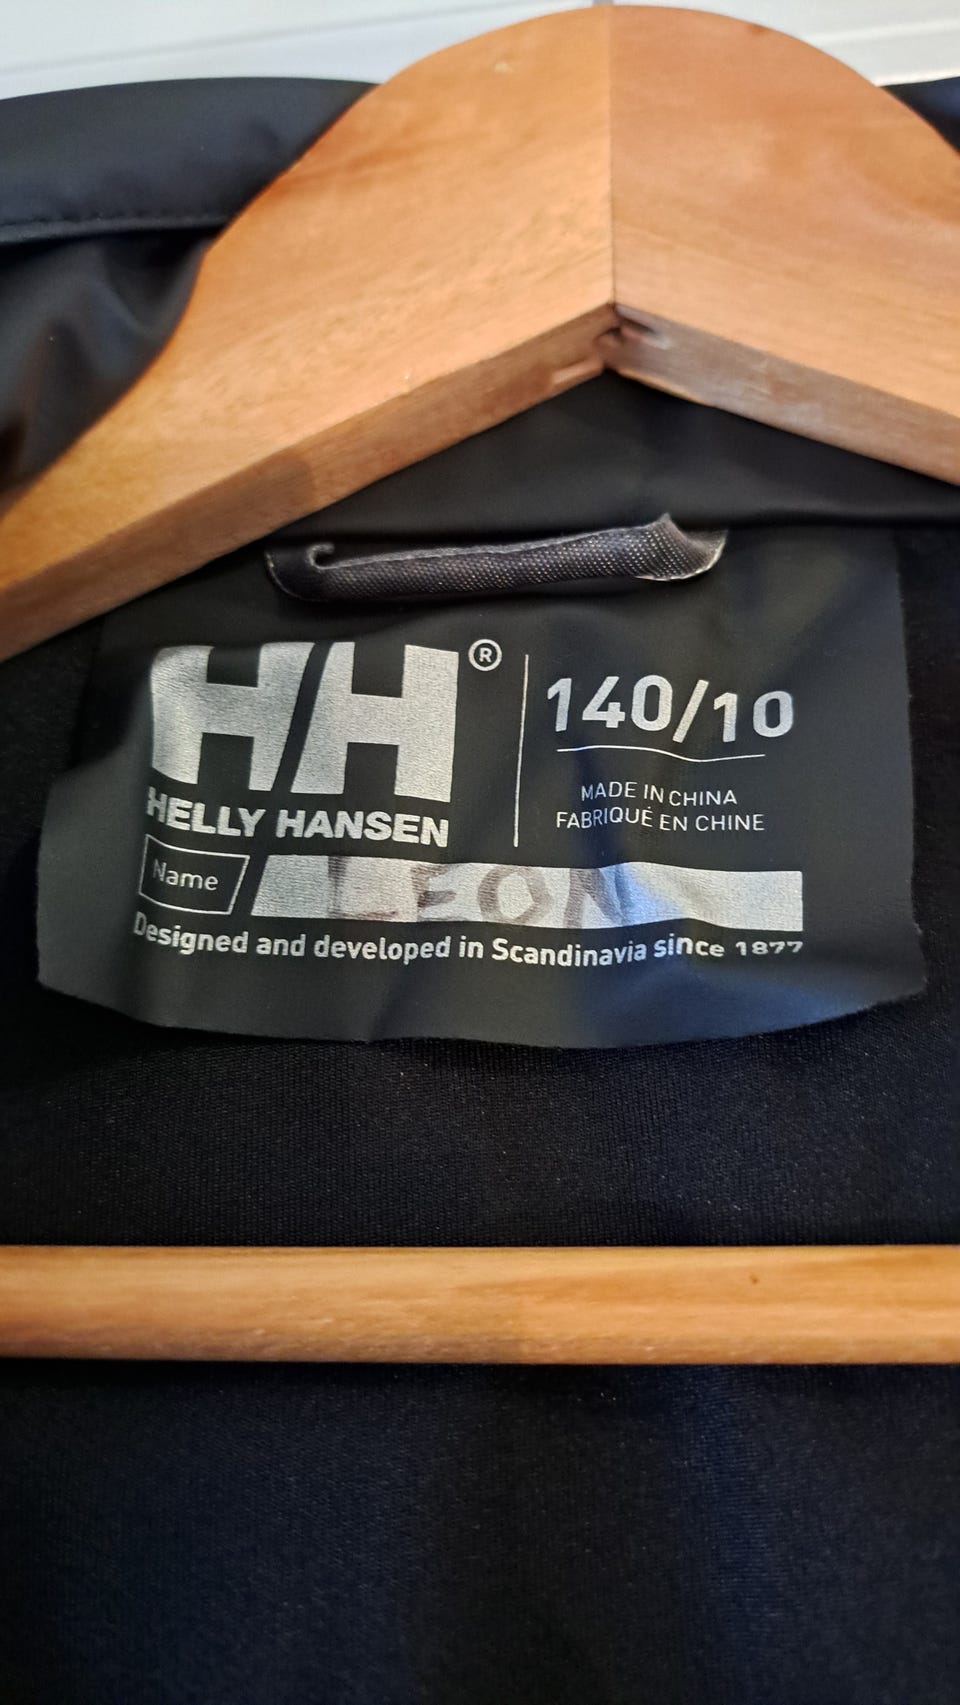 HH®
HELLY HANSEN
140/10
MADE IN CHINA
FABRIQUÉ EN CHINE
Name LEON
Designed and developed in Scandinavia since 1877